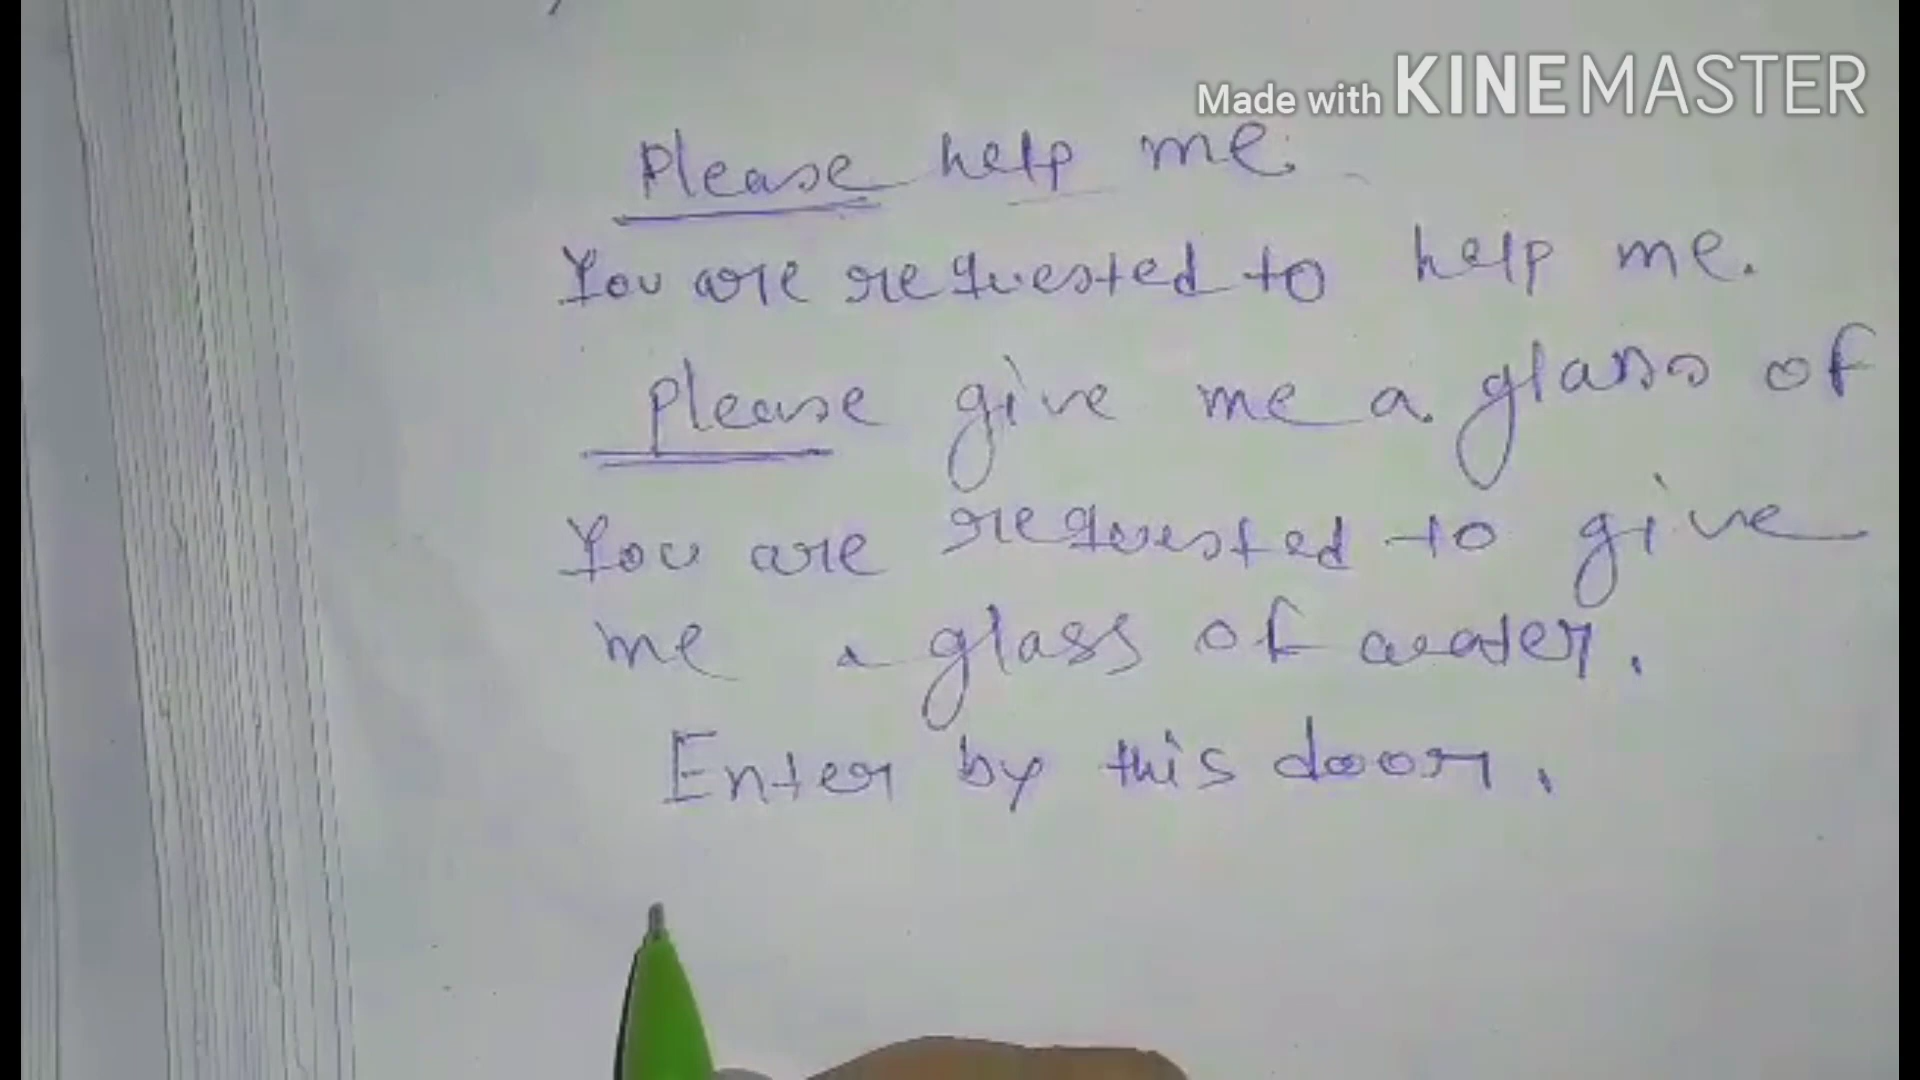 Made with KINEMASTER
Please help me.
You are requested to help me.
please give me a glass of
You are requested to give
me a glass of water.
Enter by this door.